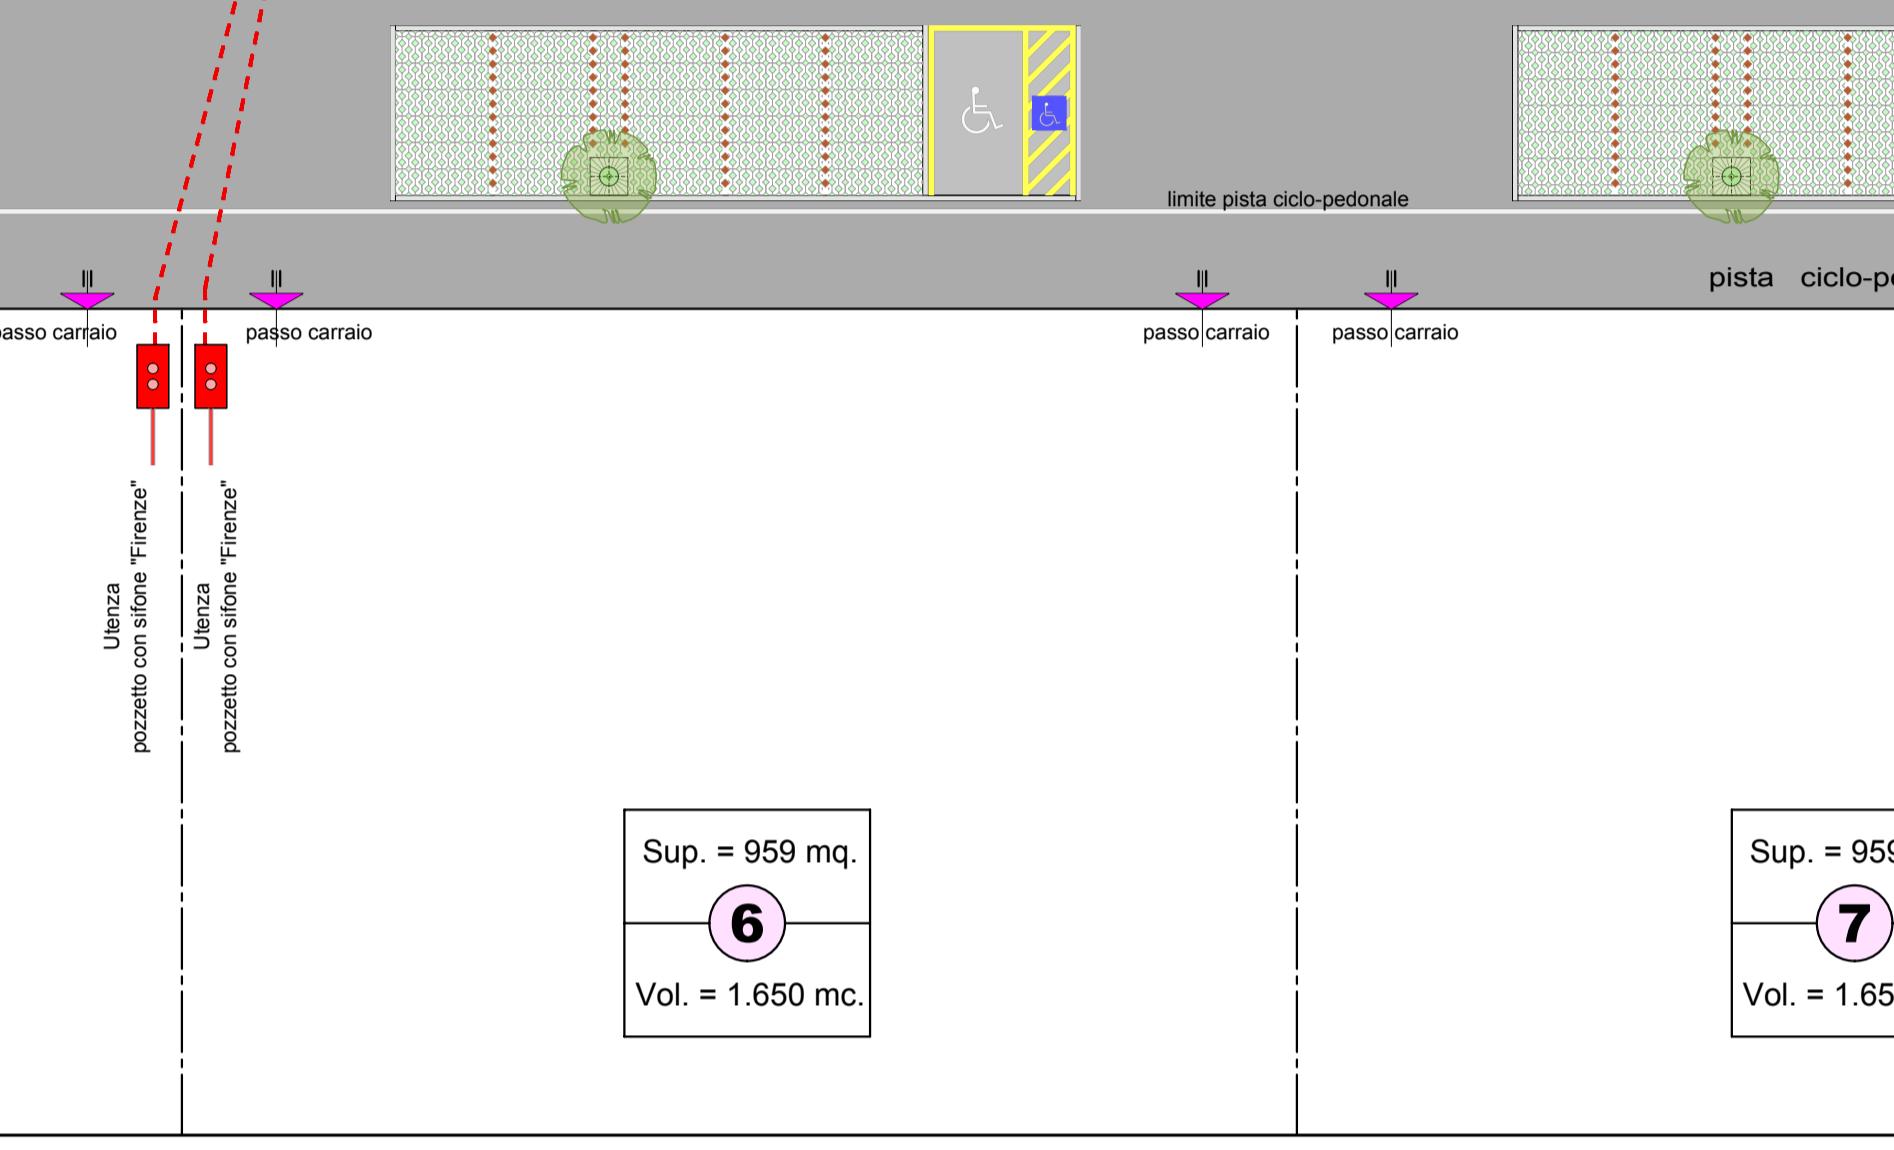 limite pista ciclo-pedonale
pista ciclo-pe
passo carraio
passo carraio
passo carraio
passo carraio
Utenza
pozzetto con sifone "Firenze"
Utenza
pozzetto con sifone "Firenze"
Sup. = 959 mq.
6
Vol. = 1.650 mc.
Sup. = 959
7
Vol. = 1.65